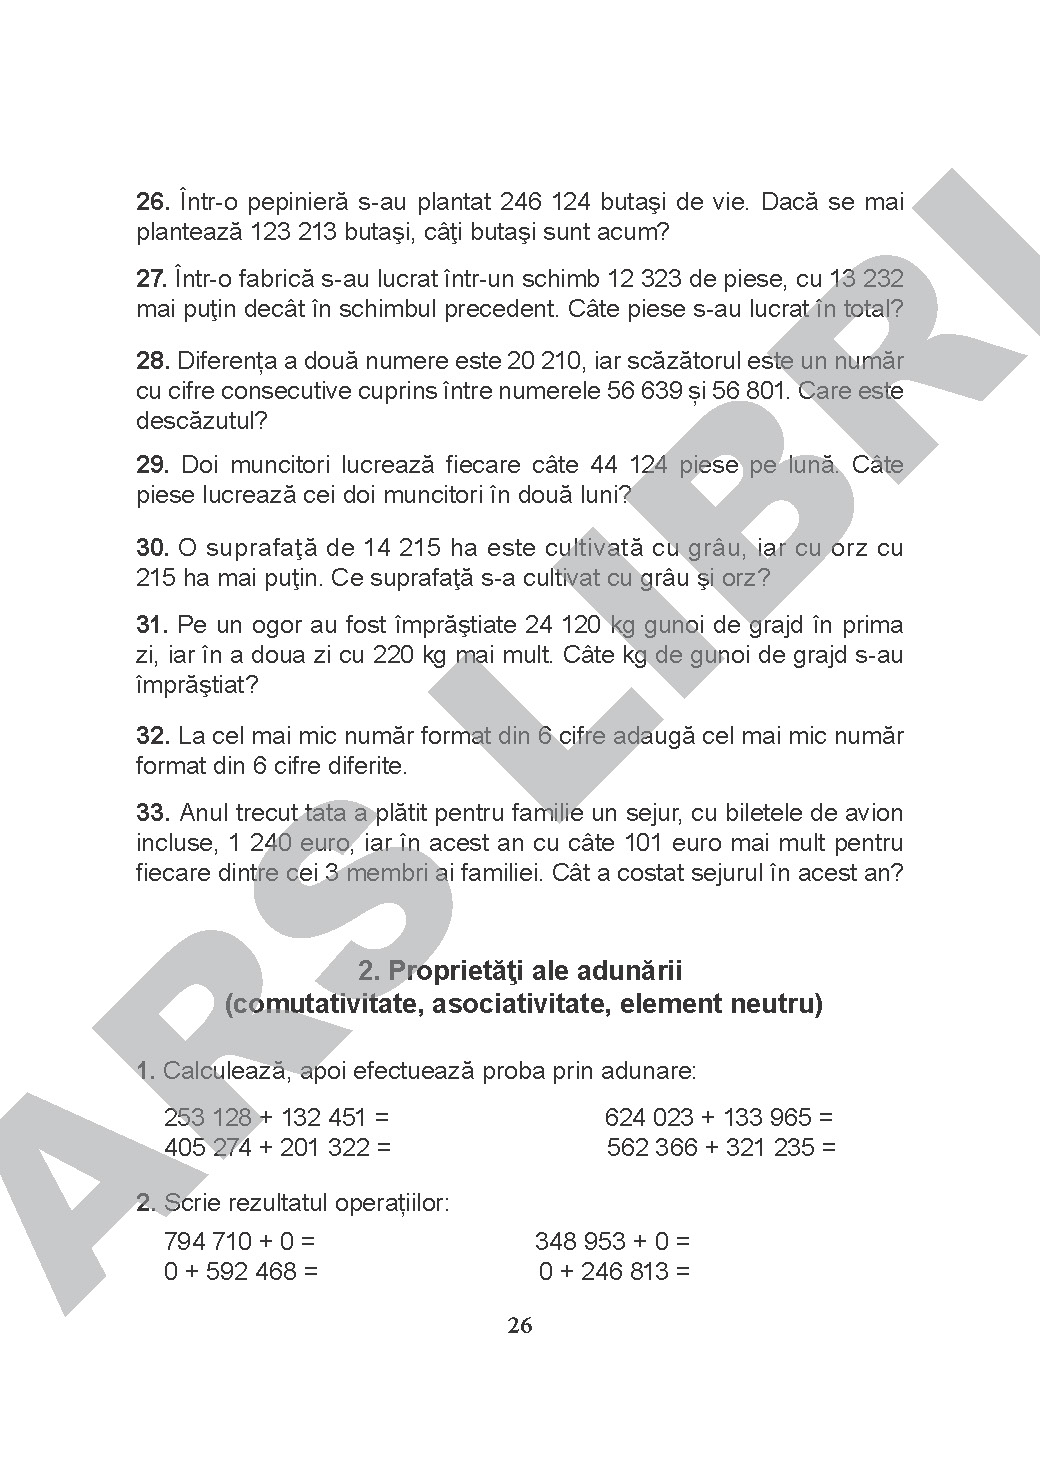 26. Într-o pepinieră s-au plantat 246 124 butaşi de vie. Dacă se mai
plantează 123 213 butaşi, câţi butaşi sunt acum?
27. Într-o fabrică s-au lucrat într-un schimb 12 323 de piese, cu 13 232
mai puţin decât în schimbul precedent. Câte piese s-au lucrat în total?
28. Diferența a două numere este 20 210, iar scăzătorul este un număr
cu cifre consecutive cuprins între numerele 56 639 și 56 801. Care este
descăzutul?
29. Doi muncitori lucrează fiecare câte 44 124 piese pe lună. Câte
piese lucrează cei doi muncitori în două luni?
30. O suprafaţă de 14 215 ha este cultivată cu grâu, iar cu orz cu
215 ha mai puţin. Ce suprafaţă s-a cultivat cu grâu şi orz?
31. Pe un ogor au fost împrăştiate 24 120 kg gunoi de grajd în prima
zi, iar în a doua zi cu 220 kg mai mult. Câte kg de gunoi de grajd s-au
împrăştiat?
32. La cel mai mic număr format din 6 cifre adaugă cel mai mic număr
format din 6 cifre diferite.
33. Anul trecut tata a plătit pentru familie un sejur, cu biletele de avion
incluse, 1 240 euro, iar în acest an cu câte 101 euro mai mult pentru
fiecare dintre cei 3 membri ai familiei. Cât a costat sejurul în acest an?
2. Proprietăţi ale adunării
(comutativitate, asociativitate, element neutru)
1. Calculează, apoi efectuează proba prin adunare:
253 128 + 132 451 = 624 023 + 133 965 =
405 274 + 201 322 = 562 366 + 321 235 =
2. Scrie rezultatul operațiilor:
794 710 + 0 = 348 953 + 0 =
0 + 592 468 = 0 + 246 813 =
26
ARS LIBRI